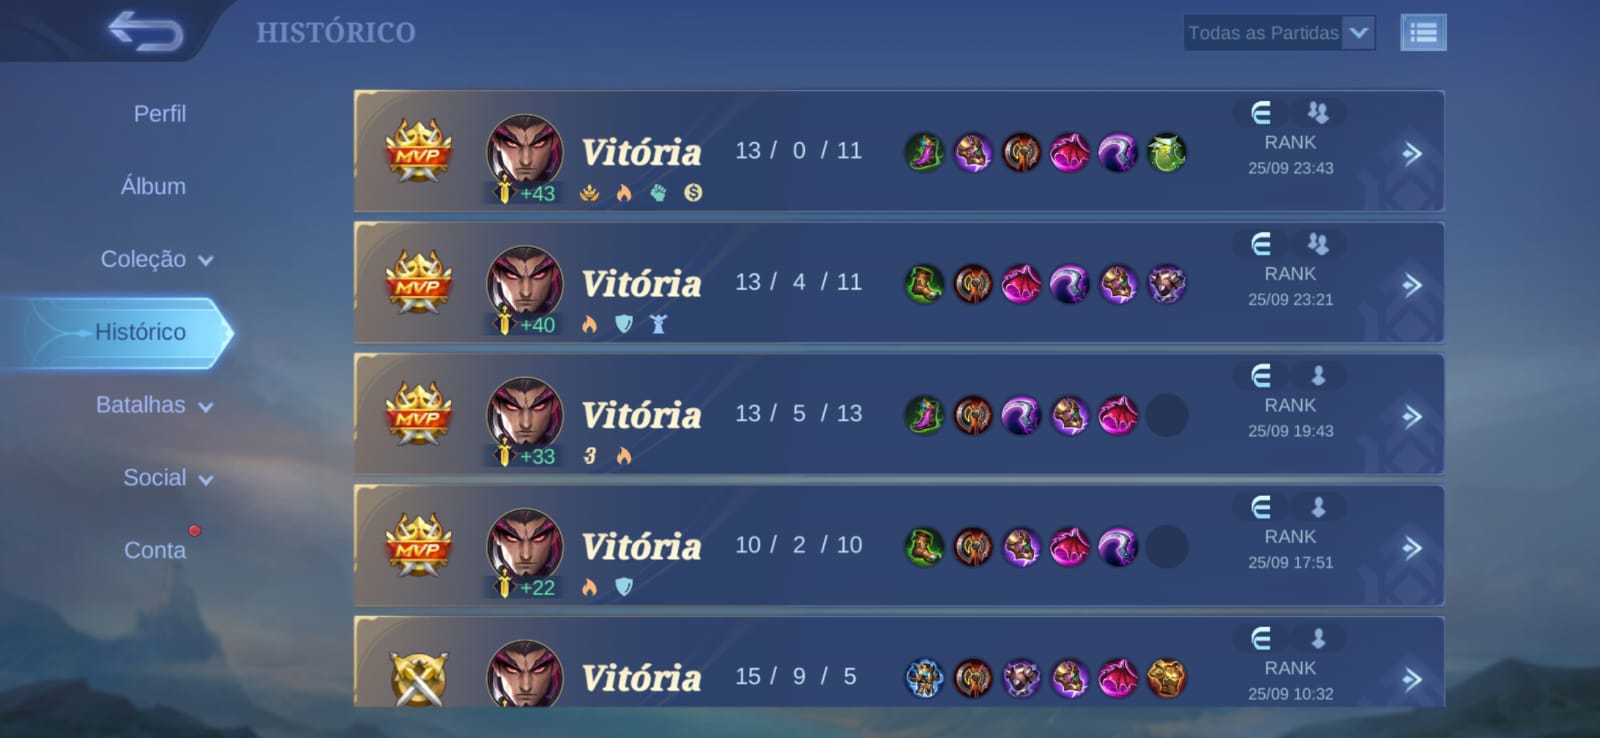 HISTÓRICO
Todas as Partidas
Perfil
Álbum
Coleção
Histórico
Batalhas
Social
Conta
MVP
+43
Vitória
13 / 0 / 11
RANK
25/09 23:43
MVP
+40
Vitória
13 / 4 / 11
RANK
25/09 23:21
MVP
+33
Vitória
3
13 / 5 / 13
RANK
25/09 19:43
MVP
+22
Vitória
10 / 2 / 10
RANK
25/09 17:51
Vitória
15 / 9 / 5
RANK
25/09 10:32